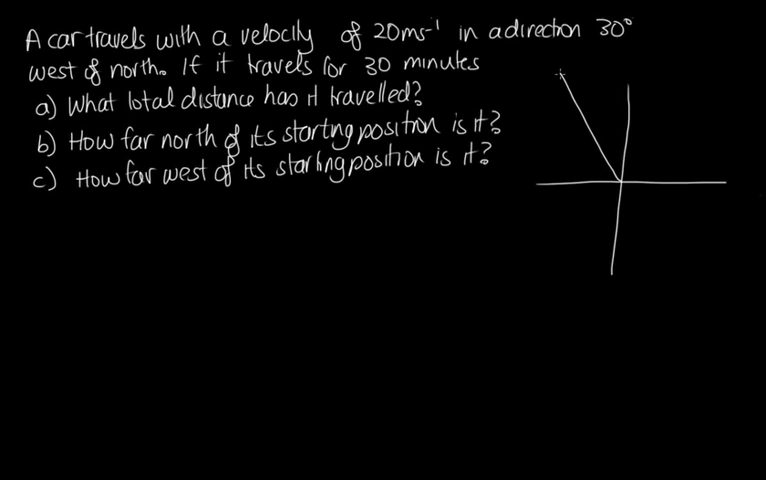 A car travels with a velocity of 20ms⁻¹ in a direction 30°
west of north. If it travels for 30 minutes
a) What total distance has it travelled?
b) How far north of its starting position is it?
c) How far west of its starting position is it?